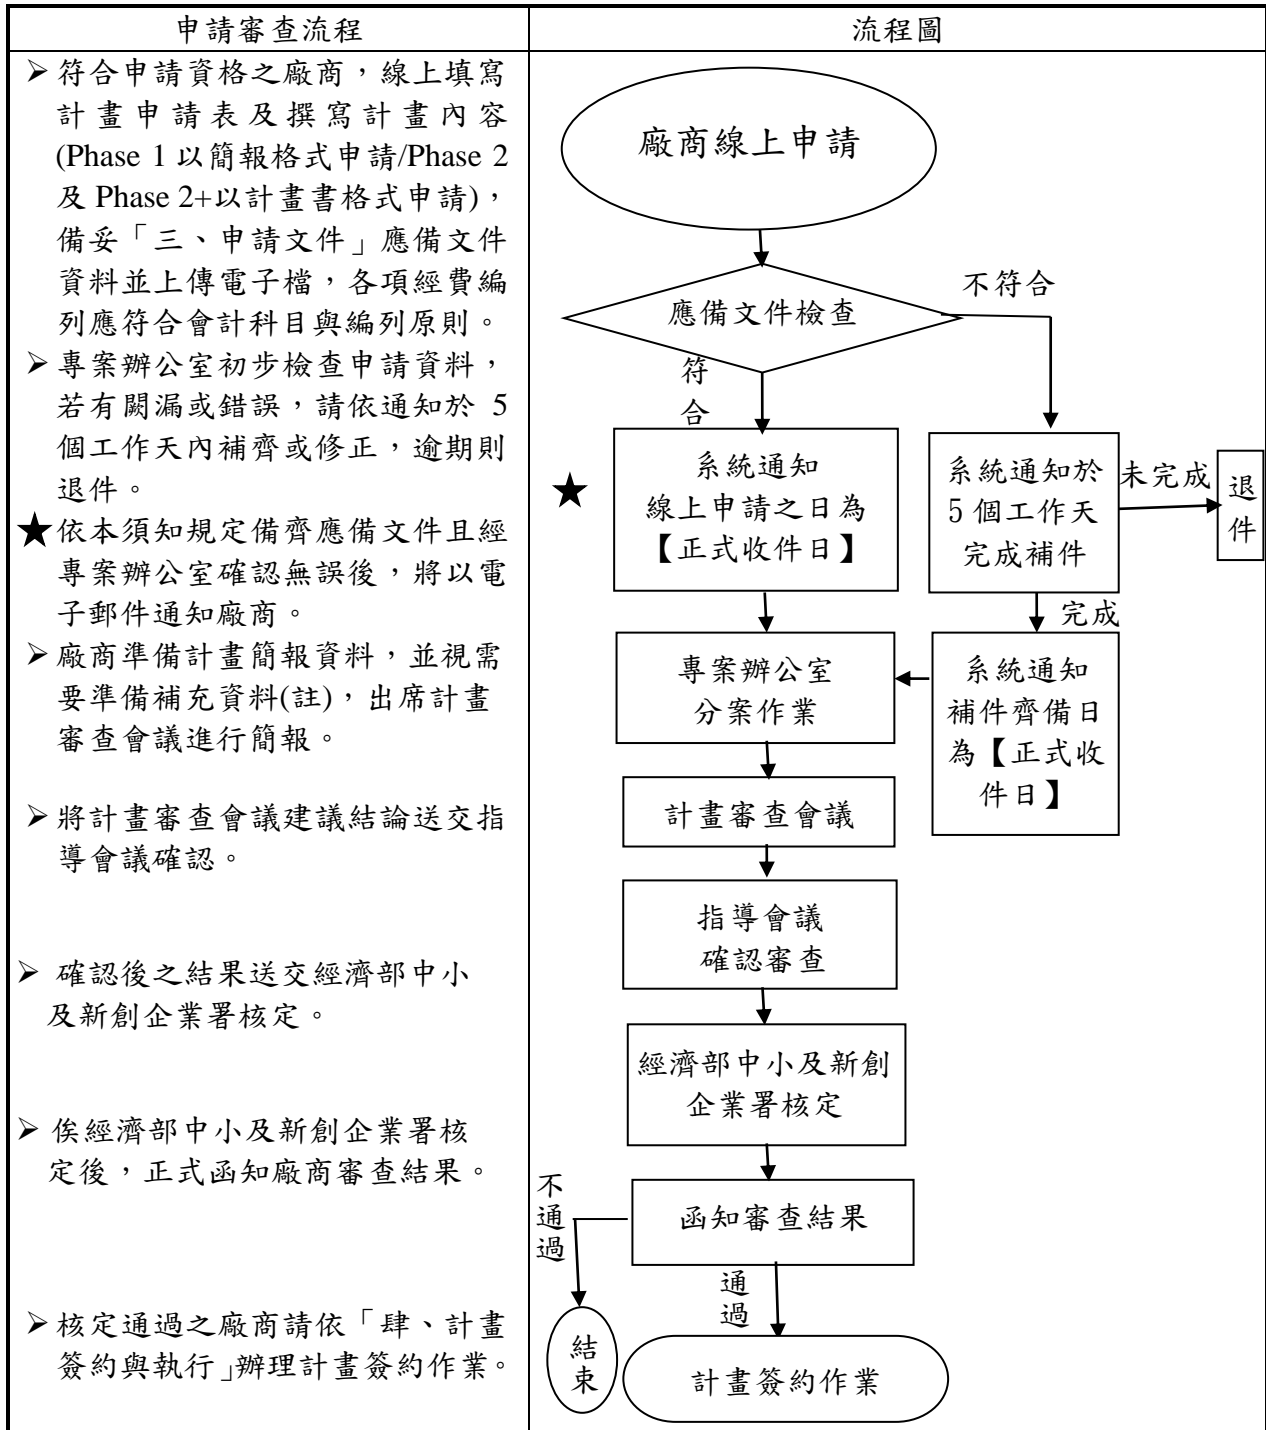 申請審查流程
流程圖
➢符合申請資格之廠商，線上填寫
計畫申請表及撰寫計畫內容
(Phase 1 以簡報格式申請/Phase 2
及 Phase 2+以計畫書格式申請)，
備妥「三、申請文件」應備文件
資料並上傳電子檔，各項經費編
列應符合會計科目與編列原則。
➢專案辦公室初步檢查申請資料，
若有闕漏或錯誤，請依通知於 5
個工作天內補齊或修正，逾期則
退件。
★依本須知規定備齊應備文件且經
專案辦公室確認無誤後，將以電
子郵件通知廠商。
➢廠商準備計畫簡報資料，並視需
要準備補充資料(註)，出席計畫
審查會議進行簡報。
➢將計畫審查會議建議結論送交指
導會議確認。
➢ 確認後之結果送交經濟部中小
及新創企業署核定。
➢ 俟經濟部中小及新創企業署核
定後，正式函知廠商審查結果。
➢核定通過之廠商請依「肆、計畫
簽約與執行」辦理計畫簽約作業。
廠商線上申請
應備文件檢查
不符合
符
合
★
系統通知
線上申請之日為
【正式收件日】
系統通知於
5 個工作天
完成補件
未完成
退
件
完成
專案辦公室
分案作業
系統通知
補件齊備日
為【正式收
件日】
計畫審查會議
指導會議
確認審查
經濟部中小及新創
企業署核定
函知審查結果
不
通
過
通
過
結
束
計畫簽約作業